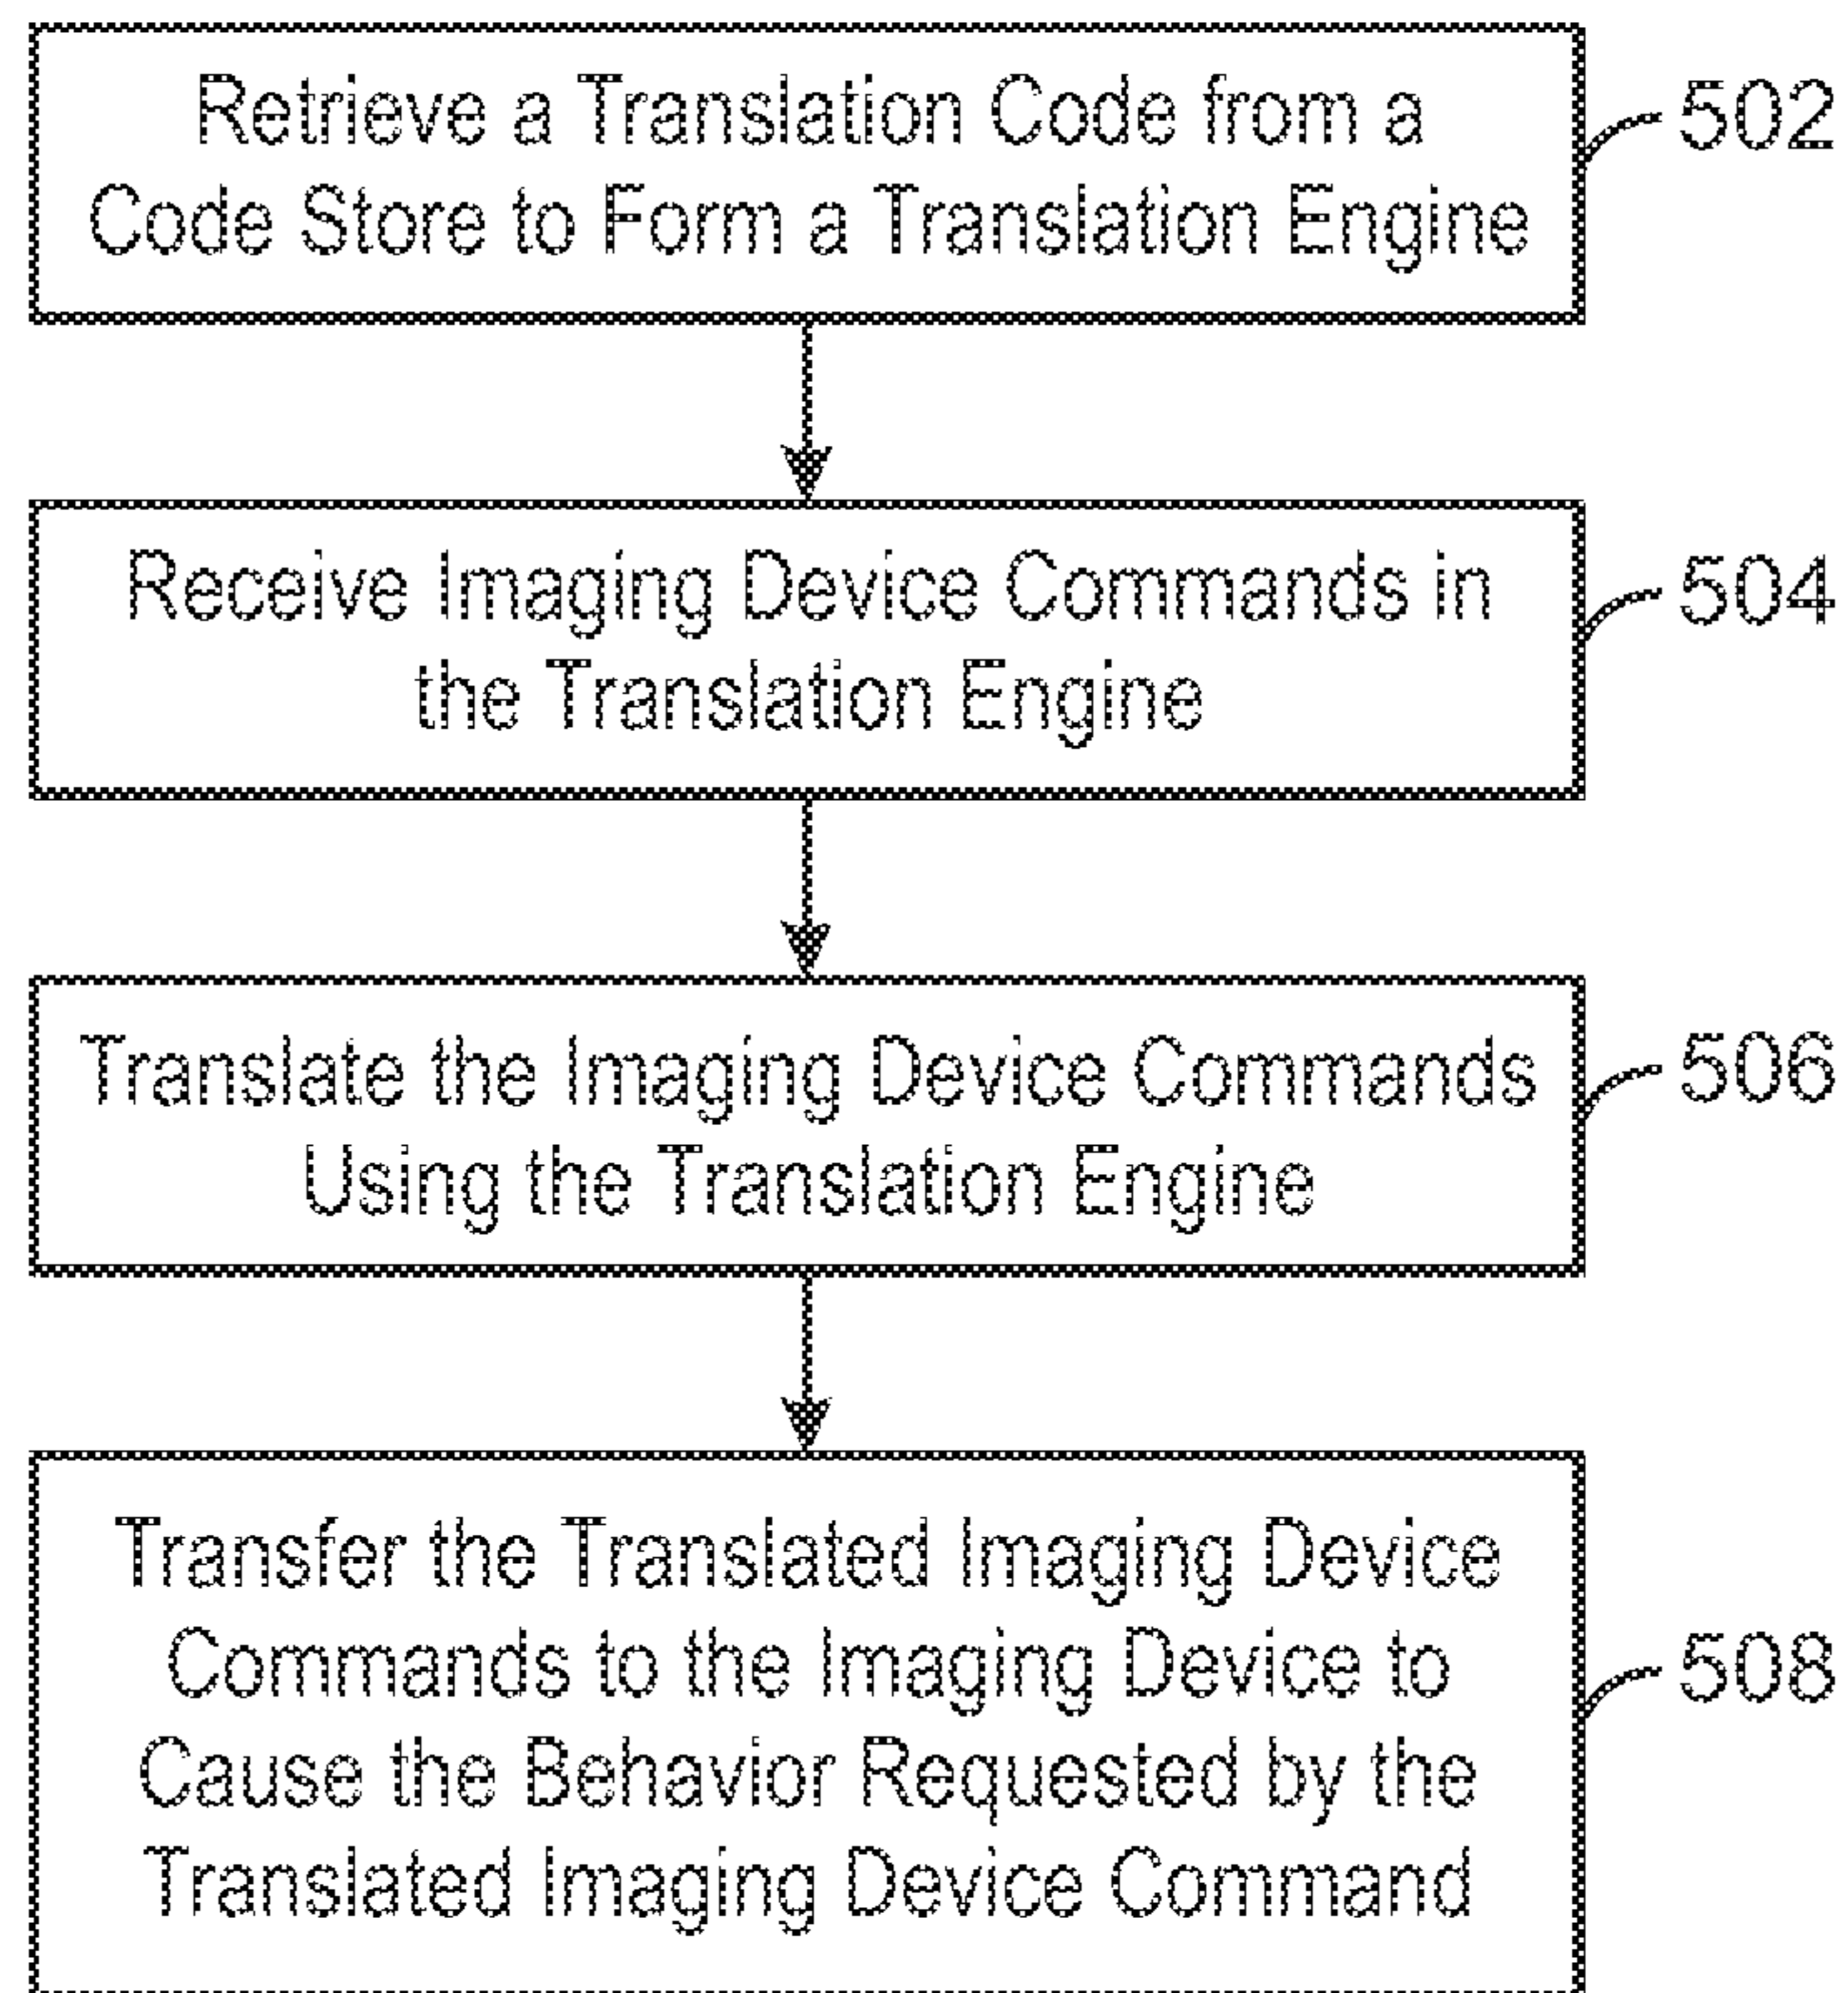 Retrieve a Translation Code from a
Code Store to Form a Translation Engine
502
Receive Imaging Device Commands in
the Translation Engine
504
Translate the Imaging Device Commands
Using the Translation Engine
506
Transfer the Translated Imaging Device
Commands to the Imaging Device to
Cause the Behavior Requested by the
Translated Imaging Device Command
508